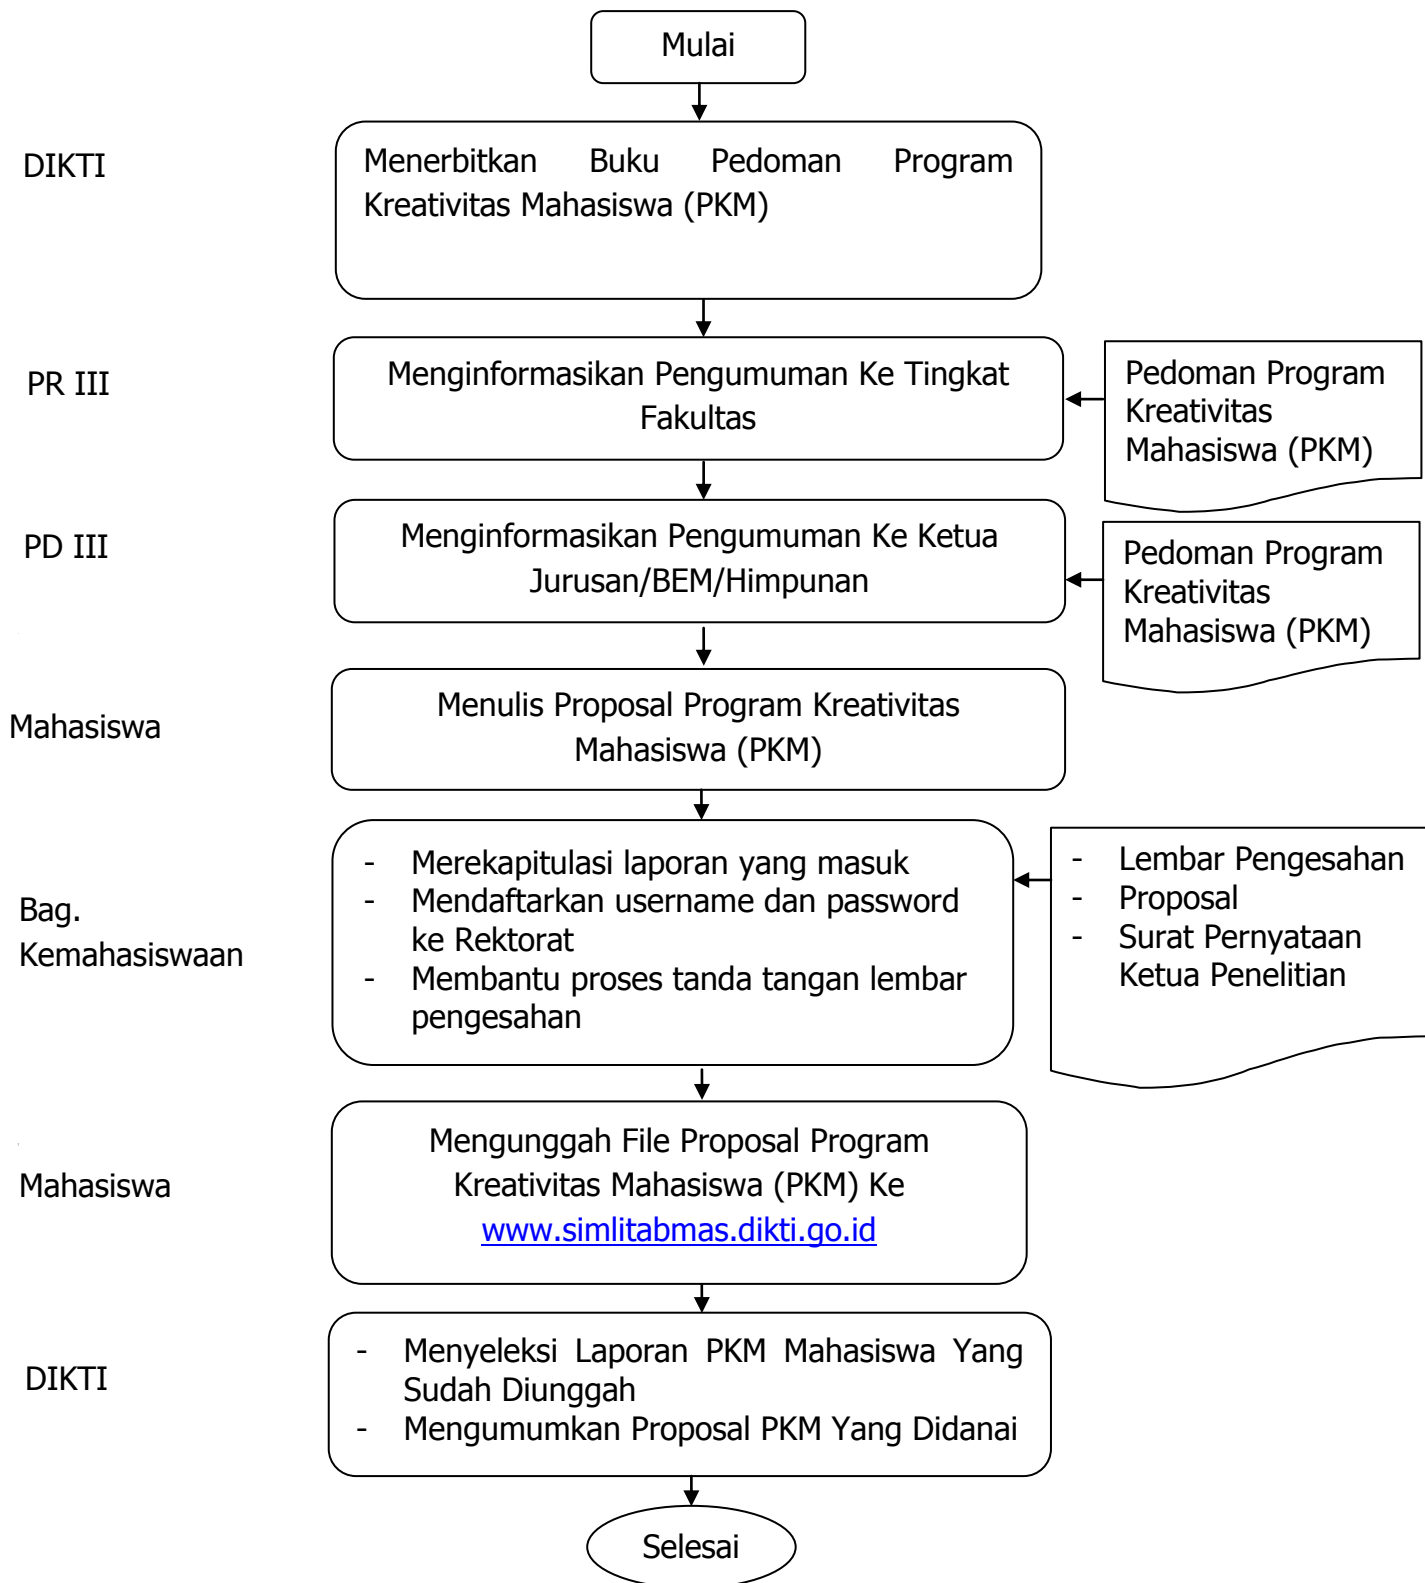 Mulai
DIKTI
Menerbitkan Buku Pedoman Program
Kreativitas Mahasiswa (PKM)
PR III
Menginformasikan Pengumuman Ke Tingkat
Fakultas
Pedoman Program
Kreativitas
Mahasiswa (PKM)
PD III
Menginformasikan Pengumuman Ke Ketua
Jurusan/BEM/Himpunan
Pedoman Program
Kreativitas
Mahasiswa (PKM)
Mahasiswa
Menulis Proposal Program Kreativitas
Mahasiswa (PKM)
Bag.
Kemahasiswaan
- Merekapitulasi laporan yang masuk
- Mendaftarkan username dan password
ke Rektorat
- Membantu proses tanda tangan lembar
pengesahan
- Lembar Pengesahan
- Proposal
- Surat Pernyataan
Ketua Penelitian
Mahasiswa
Mengunggah File Proposal Program
Kreativitas Mahasiswa (PKM) Ke
www.simlitabmas.dikti.go.id
DIKTI
- Menyeleksi Laporan PKM Mahasiswa Yang
Sudah Diunggah
- Mengumumkan Proposal PKM Yang Didanai
Selesai